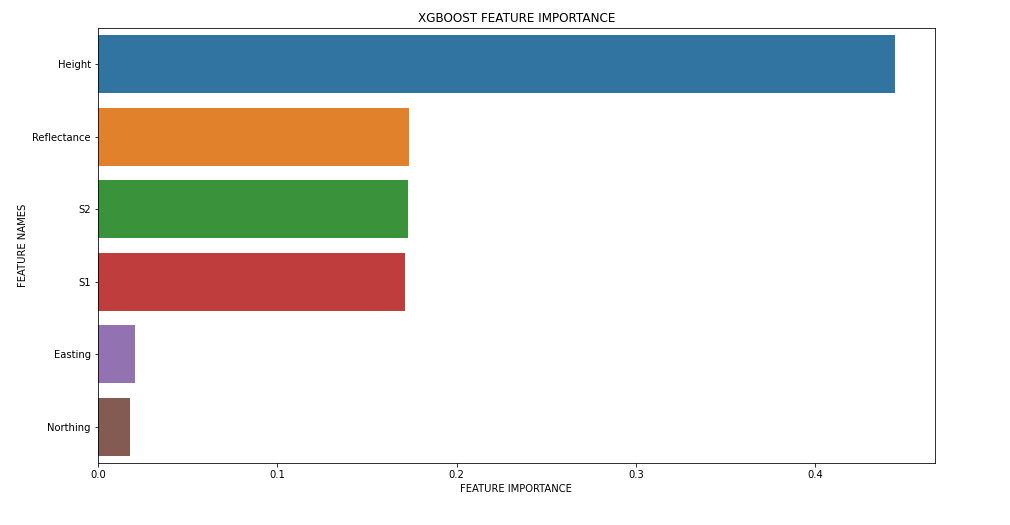 XGBOOST FEATURE IMPORTANCE
FEATURE NAMES
Height
Reflectance
S2
S1
Easting
Northing
0.0 0.1 0.2 0.3 0.4
FEATURE IMPORTANCE